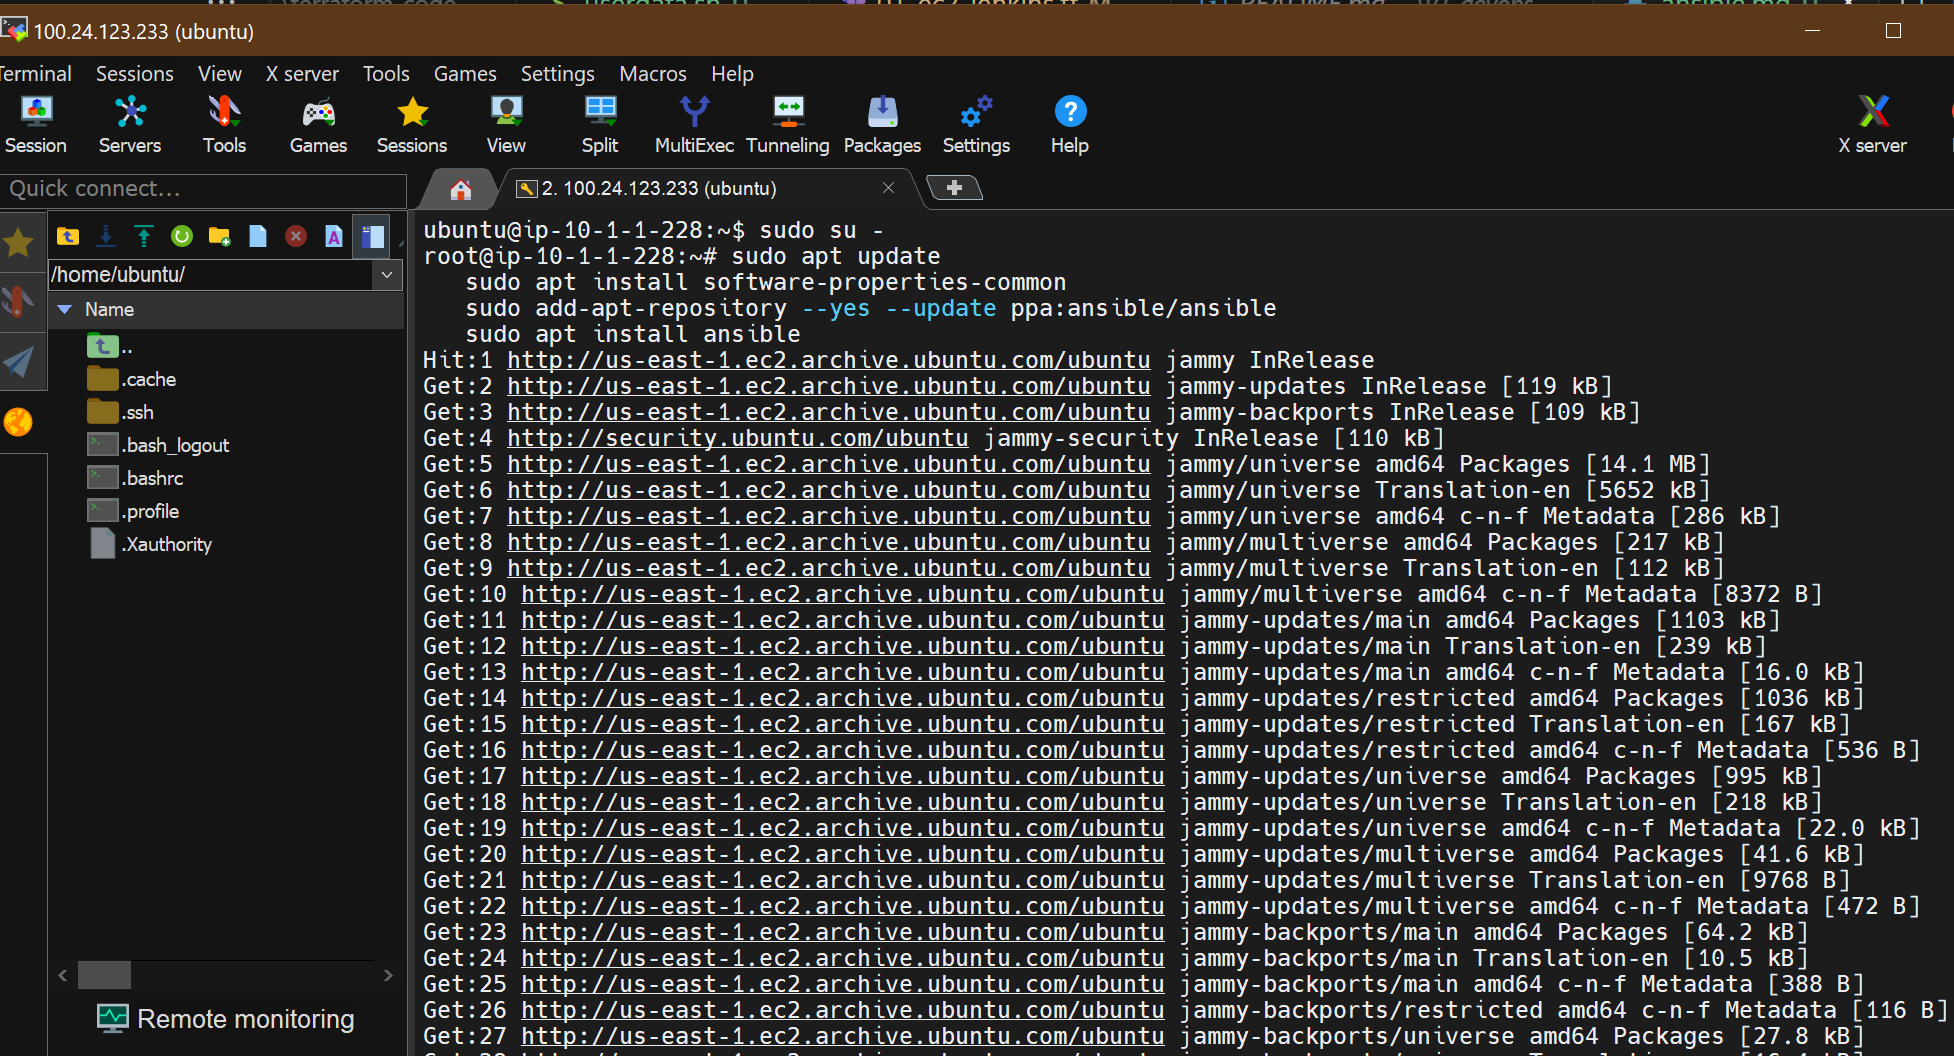 100.24.123.233 (ubuntu)
Terminal Sessions View X server Tools Games Settings Macros Help
Session Servers Tools Games Sessions View Split MultiExec Tunneling Packages Settings Help X server
Quick connect...
2. 100.24.123.233 (ubuntu)
/home/ubuntu/
Name
..
.cache
.ssh
.bash_logout
.bashrc
.profile
.Xauthority
Remote monitoring
ubuntu@ip-10-1-1-228:~$ sudo su -
root@ip-10-1-1-228:~# sudo apt update
sudo apt install software-properties-common
sudo add-apt-repository --yes --update ppa:ansible/ansible
sudo apt install ansible
Hit:1 http://us-east-1.ec2.archive.ubuntu.com/ubuntu jammy InRelease
Get:2 http://us-east-1.ec2.archive.ubuntu.com/ubuntu jammy-updates InRelease [119 kB]
Get:3 http://us-east-1.ec2.archive.ubuntu.com/ubuntu jammy-backports InRelease [109 kB]
Get:4 http://security.ubuntu.com/ubuntu jammy-security InRelease [110 kB]
Get:5 http://us-east-1.ec2.archive.ubuntu.com/ubuntu jammy/universe amd64 Packages [14.1 MB]
Get:6 http://us-east-1.ec2.archive.ubuntu.com/ubuntu jammy/universe Translation-en [5652 kB]
Get:7 http://us-east-1.ec2.archive.ubuntu.com/ubuntu jammy/universe amd64 c-n-f Metadata [286 kB]
Get:8 http://us-east-1.ec2.archive.ubuntu.com/ubuntu jammy/multiverse amd64 Packages [217 kB]
Get:9 http://us-east-1.ec2.archive.ubuntu.com/ubuntu jammy/multiverse Translation-en [112 kB]
Get:10 http://us-east-1.ec2.archive.ubuntu.com/ubuntu jammy/multiverse amd64 c-n-f Metadata [8372 B]
Get:11 http://us-east-1.ec2.archive.ubuntu.com/ubuntu jammy-updates/main amd64 Packages [1103 kB]
Get:12 http://us-east-1.ec2.archive.ubuntu.com/ubuntu jammy-updates/main Translation-en [239 kB]
Get:13 http://us-east-1.ec2.archive.ubuntu.com/ubuntu jammy-updates/main amd64 c-n-f Metadata [16.0 kB]
Get:14 http://us-east-1.ec2.archive.ubuntu.com/ubuntu jammy-updates/restricted amd64 Packages [1036 kB]
Get:15 http://us-east-1.ec2.archive.ubuntu.com/ubuntu jammy-updates/restricted Translation-en [167 kB]
Get:16 http://us-east-1.ec2.archive.ubuntu.com/ubuntu jammy-updates/restricted amd64 c-n-f Metadata [536 B]
Get:17 http://us-east-1.ec2.archive.ubuntu.com/ubuntu jammy-updates/universe amd64 Packages [995 kB]
Get:18 http://us-east-1.ec2.archive.ubuntu.com/ubuntu jammy-updates/universe Translation-en [218 kB]
Get:19 http://us-east-1.ec2.archive.ubuntu.com/ubuntu jammy-updates/universe amd64 c-n-f Metadata [22.0 kB]
Get:20 http://us-east-1.ec2.archive.ubuntu.com/ubuntu jammy-updates/multiverse amd64 Packages [41.6 kB]
Get:21 http://us-east-1.ec2.archive.ubuntu.com/ubuntu jammy-updates/multiverse Translation-en [9768 B]
Get:22 http://us-east-1.ec2.archive.ubuntu.com/ubuntu jammy-updates/multiverse amd64 c-n-f Metadata [472 B]
Get:23 http://us-east-1.ec2.archive.ubuntu.com/ubuntu jammy-backports/main amd64 Packages [64.2 kB]
Get:24 http://us-east-1.ec2.archive.ubuntu.com/ubuntu jammy-backports/main Translation-en [10.5 kB]
Get:25 http://us-east-1.ec2.archive.ubuntu.com/ubuntu jammy-backports/main amd64 c-n-f Metadata [388 B]
Get:26 http://us-east-1.ec2.archive.ubuntu.com/ubuntu jammy-backports/restricted amd64 c-n-f Metadata [116 B]
Get:27 http://us-east-1.ec2.archive.ubuntu.com/ubuntu jammy-backports/universe amd64 Packages [27.8 kB]